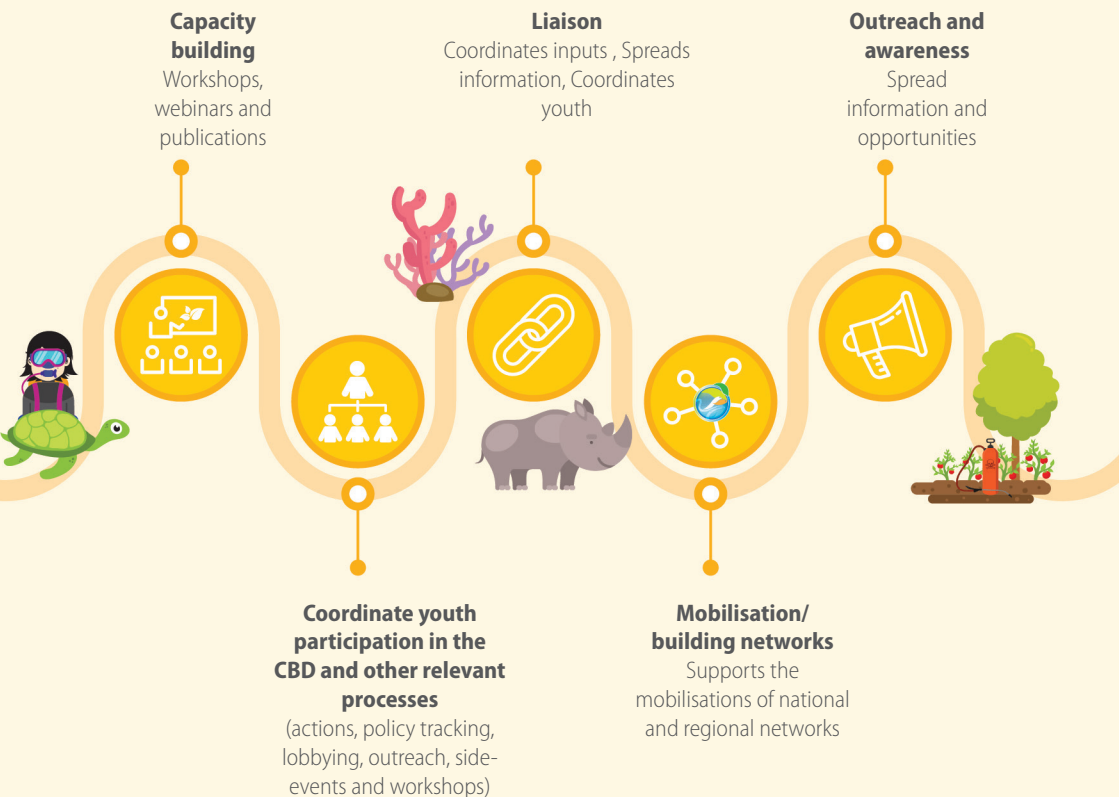 Capacity
building
Workshops,
webinars and
publications
Liaison
Coordinates inputs , Spreads
information, Coordinates
youth
Outreach and
awareness
Spread
information and
opportunities
Coordinate youth
participation in the
CBD and other relevant
processes
(actions, policy tracking,
lobbying, outreach, side-
events and workshops)
Mobilisation/
building networks
Supports the
mobilisations of national
and regional networks